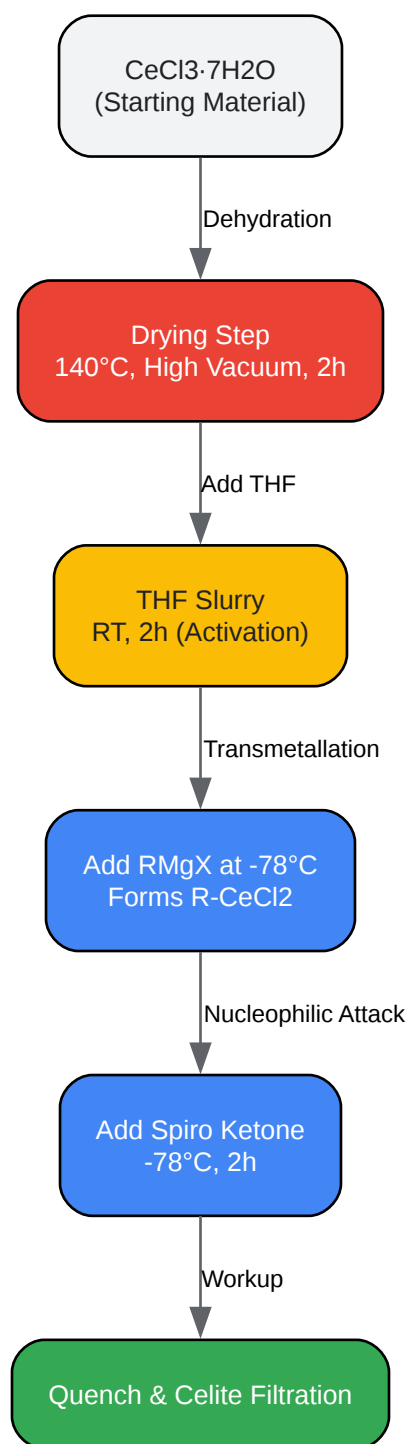 CeCl3·7H2O
(Starting Material)
Dehydration
Drying Step
140°C, High Vacuum, 2h
Add THF
THF Slurry
RT, 2h (Activation)
Transmetallation
Add RMgX at -78°C
Forms R-CeCl2
Nucleophilic Attack
Add Spiro Ketone
-78°C, 2h
Workup
Quench & Celite Filtration